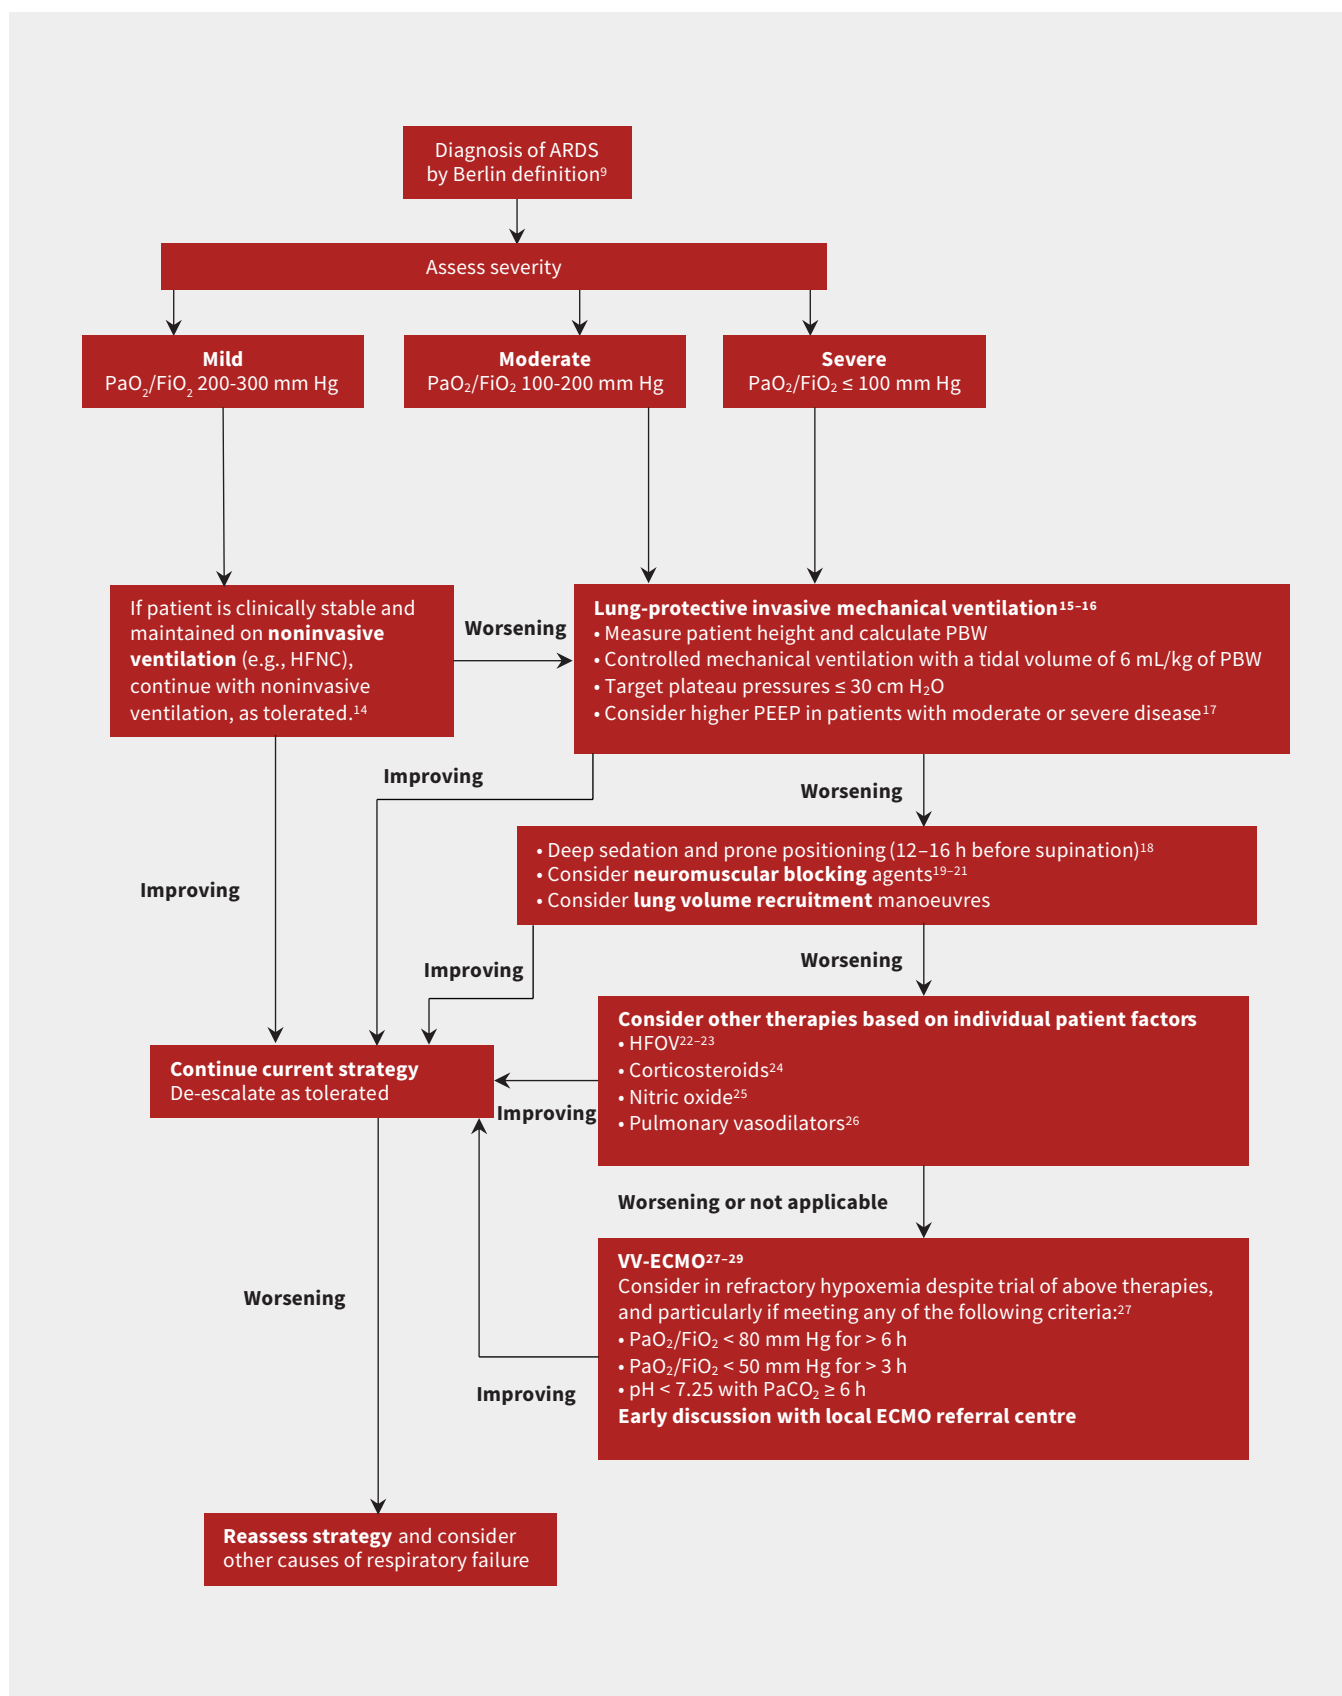 Diagnosis of ARDS
by Berlin definition⁹
Assess severity
Mild
PaO₂/FiO₂ 200-300 mm Hg
Moderate
PaO₂/FiO₂ 100-200 mm Hg
Severe
PaO₂/FiO₂ ≤ 100 mm Hg
If patient is clinically stable and
maintained on noninvasive
ventilation (e.g., HFNC),
continue with noninvasive
ventilation, as tolerated.¹⁴
Worsening
Lung-protective invasive mechanical ventilation¹⁵⁻¹⁶
• Measure patient height and calculate PBW
• Controlled mechanical ventilation with a tidal volume of 6 mL/kg of PBW
• Target plateau pressures ≤ 30 cm H₂O
• Consider higher PEEP in patients with moderate or severe disease¹⁷
Improving
Worsening
• Deep sedation and prone positioning (12–16 h before supination)¹⁸
• Consider neuromuscular blocking agents¹⁹⁻²¹
• Consider lung volume recruitment manoeuvres
Improving
Improving
Worsening
Consider other therapies based on individual patient factors
• HFOV²²⁻²³
• Corticosteroids²⁴
• Nitric oxide²⁵
• Pulmonary vasodilators²⁶
Continue current strategy
De-escalate as tolerated
Improving
Worsening or not applicable
VV-ECMO²⁷⁻²⁹
Consider in refractory hypoxemia despite trial of above therapies,
and particularly if meeting any of the following criteria:²⁷
• PaO₂/FiO₂ < 80 mm Hg for > 6 h
• PaO₂/FiO₂ < 50 mm Hg for > 3 h
• pH < 7.25 with PaCO₂ ≥ 6 h
Early discussion with local ECMO referral centre
Worsening
Improving
Reassess strategy and consider
other causes of respiratory failure